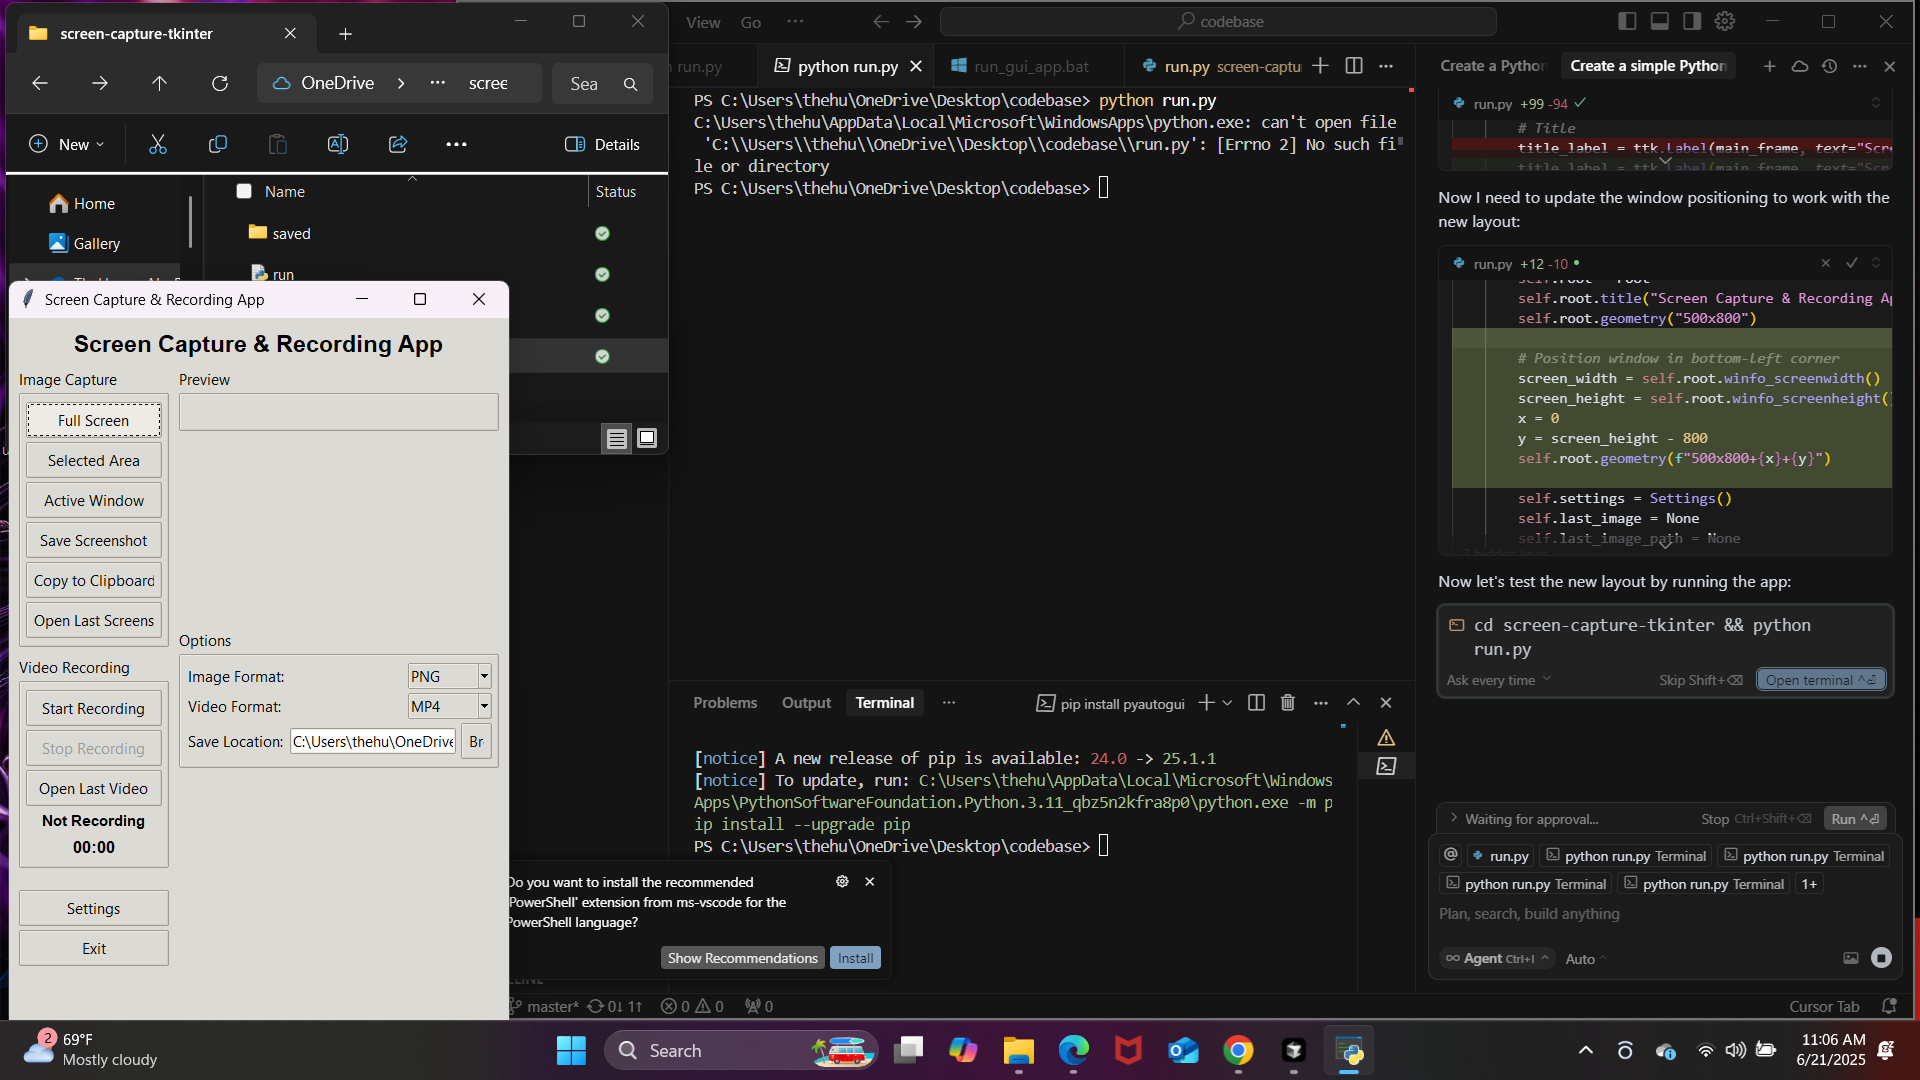 screen-capture-tkinter
OneDrive
scree
Sea
New
Details
Home
Gallery
Name
Status
saved
run
Screen Capture & Recording App
Screen Capture & Recording App
Image Capture
Full Screen
Selected Area
Active Window
Save Screenshot
Copy to Clipboard
Open Last Screens
Video Recording
Start Recording
Stop Recording
Open Last Video
Not Recording
00:00
Settings
Exit
Preview
Options
Image Format:
PNG
Video Format:
MP4
Save Location:
C:\Users\thehu\OneDrive
Br
View
Go
codebase
run.py
python run.py
run_gui_app.bat
run.py screen-captu
PS C:\Users\thehu\OneDrive\Desktop\codebase> python run.py
C:\Users\thehu\AppData\Local\Microsoft\WindowsApps\python.exe: can't open file
'C:\\Users\\thehu\\OneDrive\\Desktop\\codebase\\run.py': [Errno 2] No such fi
le or directory
PS C:\Users\thehu\OneDrive\Desktop\codebase>
Problems
Output
Terminal
pip install pyautogui
[notice] A new release of pip is available: 24.0 -> 25.1.1
[notice] To update, run: C:\Users\thehu\AppData\Local\Microsoft\Windows
Apps\PythonSoftwareFoundation.Python.3.11_qbz5n2kfra8p0\python.exe -m p
ip install --upgrade pip
PS C:\Users\thehu\OneDrive\Desktop\codebase>
Do you want to install the recommended
'PowerShell' extension from ms-vscode for the
PowerShell language?
Show Recommendations
Install
master*
0↓ 1↑
0
0
0
Cursor Tab
Create a Python
Create a simple Python
run.py +99 -94
# Title
title_label = ttk.Label(main_frame, text="Scre
title_label = ttk.Label(main_frame, text="Scre
Now I need to update the window positioning to work with the
new layout:
run.py +12 -10
self.root = root
self.root.title("Screen Capture & Recording Ap
self.root.geometry("500x800")
# Position window in bottom-left corner
screen_width = self.root.winfo_screenwidth()
screen_height = self.root.winfo_screenheight()
x = 0
y = screen_height - 800
self.root.geometry(f"500x800+{x}+{y}")
self.settings = Settings()
self.last_image = None
self.last_image_path = None
Now let's test the new layout by running the app:
cd screen-capture-tkinter && python
run.py
Ask every time
Skip Shift+⌫
Open terminal ^⏎
Waiting for approval...
Stop Ctrl+Shift+⌫
Run ^⏎
@
run.py
python run.py Terminal
python run.py Terminal
python run.py Terminal
python run.py Terminal
1+
Plan, search, build anything
∞ Agent Ctrl+I
Auto
2
69°F
Mostly cloudy
Search
11:06 AM
6/21/2025